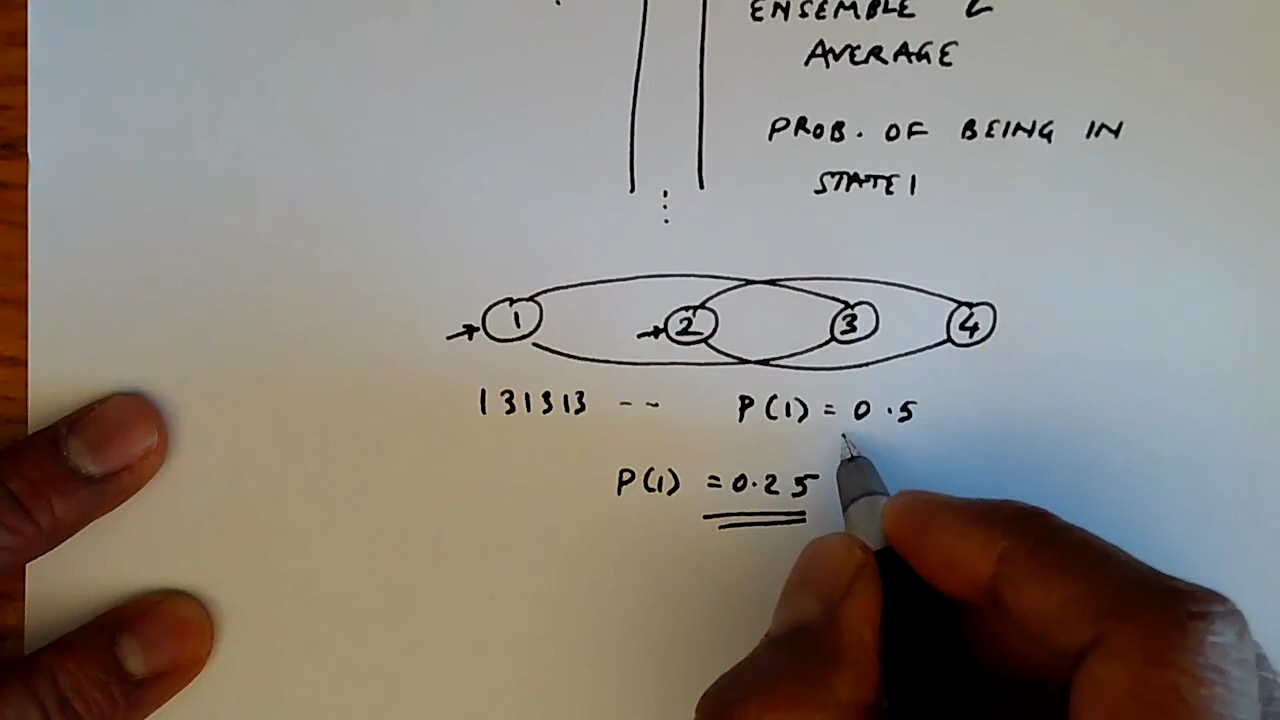 ENSEMBLE
AVERAGE
PROB. OF BEING IN
STATE 1
1 2 3 4
131313 -- P(1) = 0.5
P(1) = 0.25